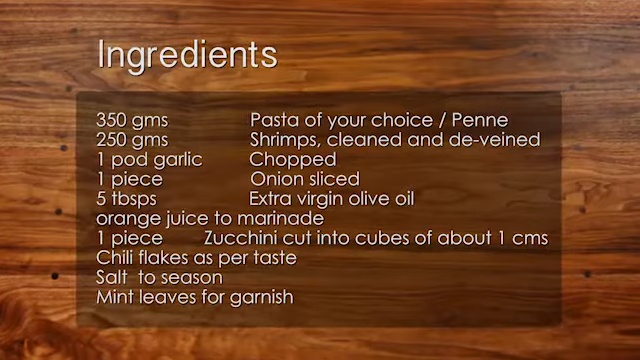 Ingredients
350 gms Pasta of your choice / Penne
250 gms Shrimps, cleaned and de-veined
1 pod garlic Chopped
1 piece Onion sliced
5 tbsps Extra virgin olive oil
orange juice to marinade
1 piece Zucchini cut into cubes of about 1 cms
Chili flakes as per taste
Salt to season
Mint leaves for garnish